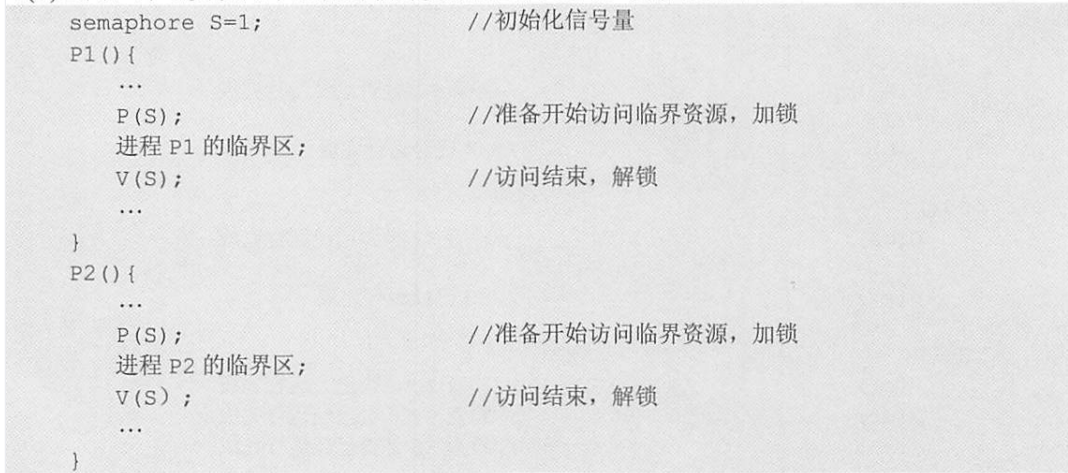 semaphore S=1; //初始化信号量
P1(){
…
P(S); //准备开始访问临界资源，加锁
进程 P1 的临界区;
V(S); //访问结束，解锁
…
}
P2(){
…
P(S); //准备开始访问临界资源，加锁
进程 P2 的临界区;
V(S）; //访问结束，解锁
…
}